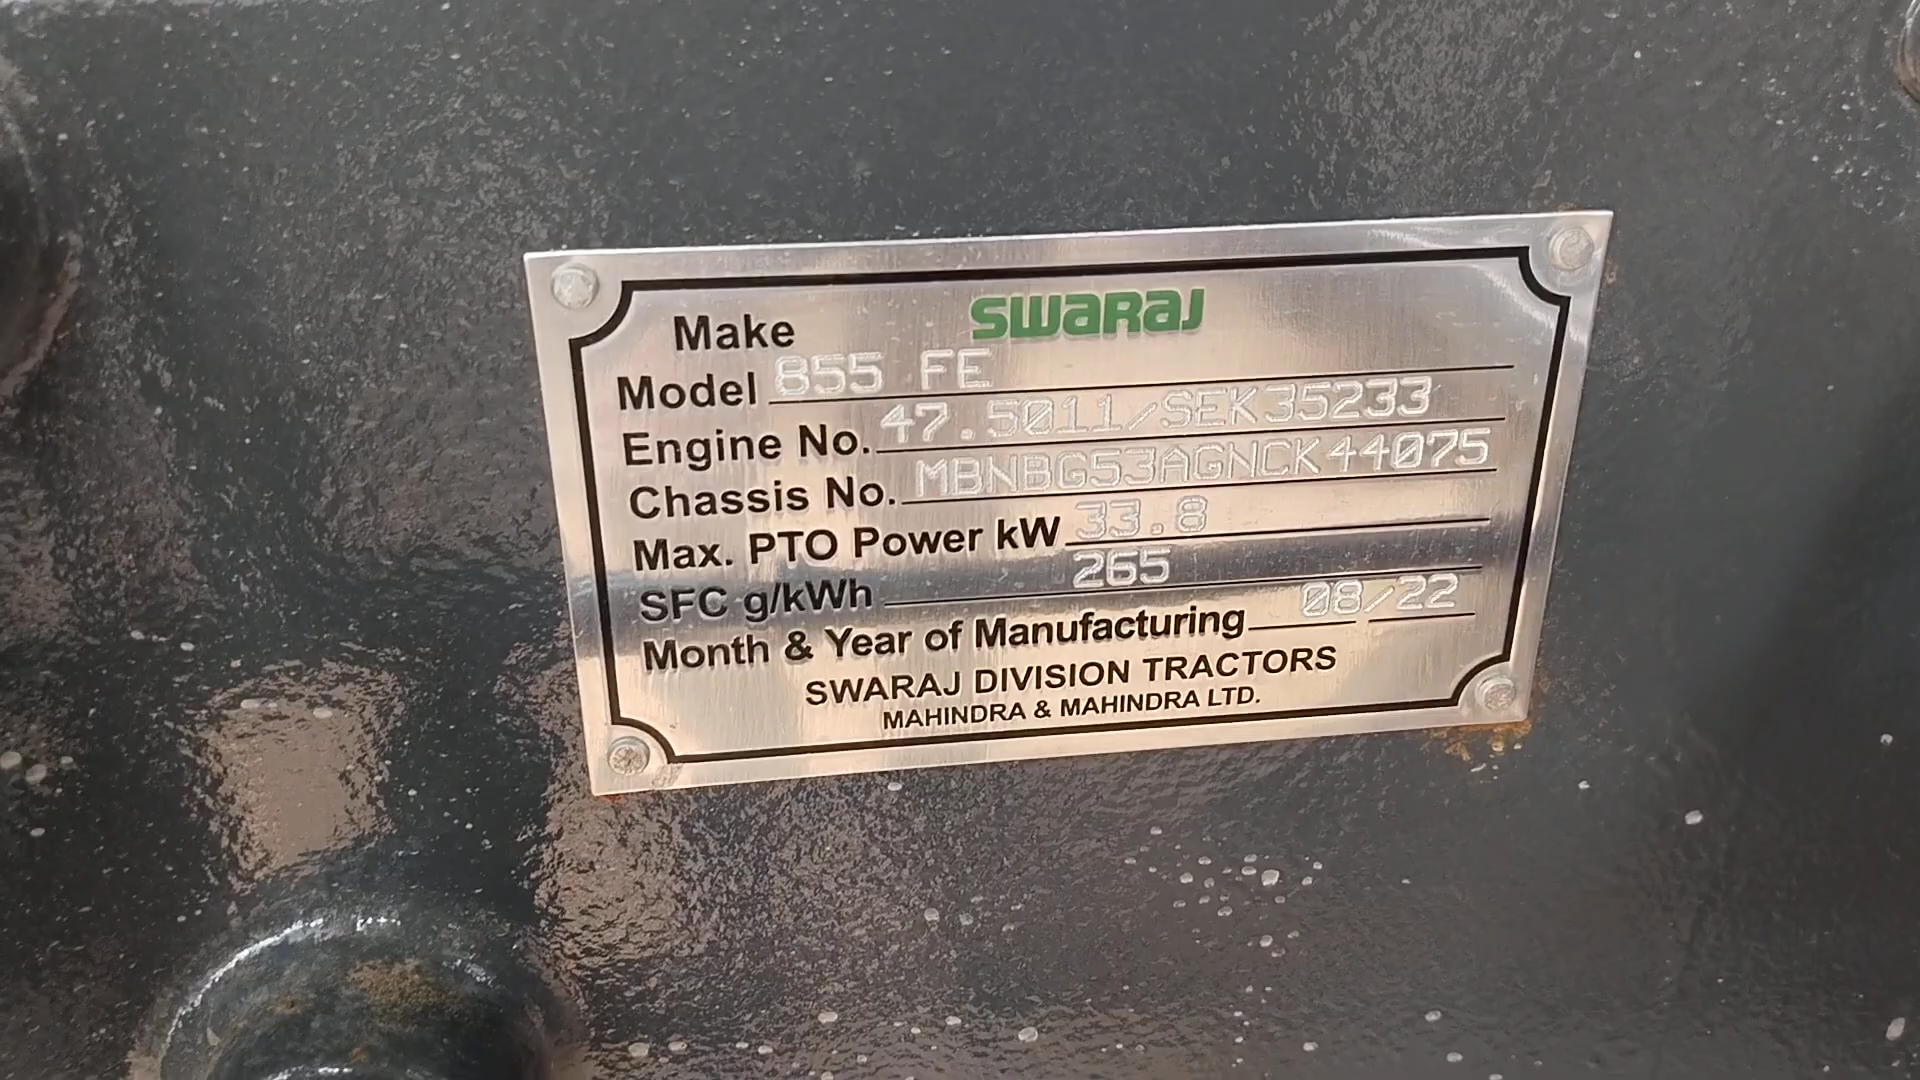 Make SWARAJ
Model 855 FE
Engine No. 47.5011/SEK35233
Chassis No. MBNBG53AGNCK44075
Max. PTO Power kW 33.8
SFC g/kWh 265
Month & Year of Manufacturing 08/22
SWARAJ DIVISION TRACTORS
MAHINDRA & MAHINDRA LTD.